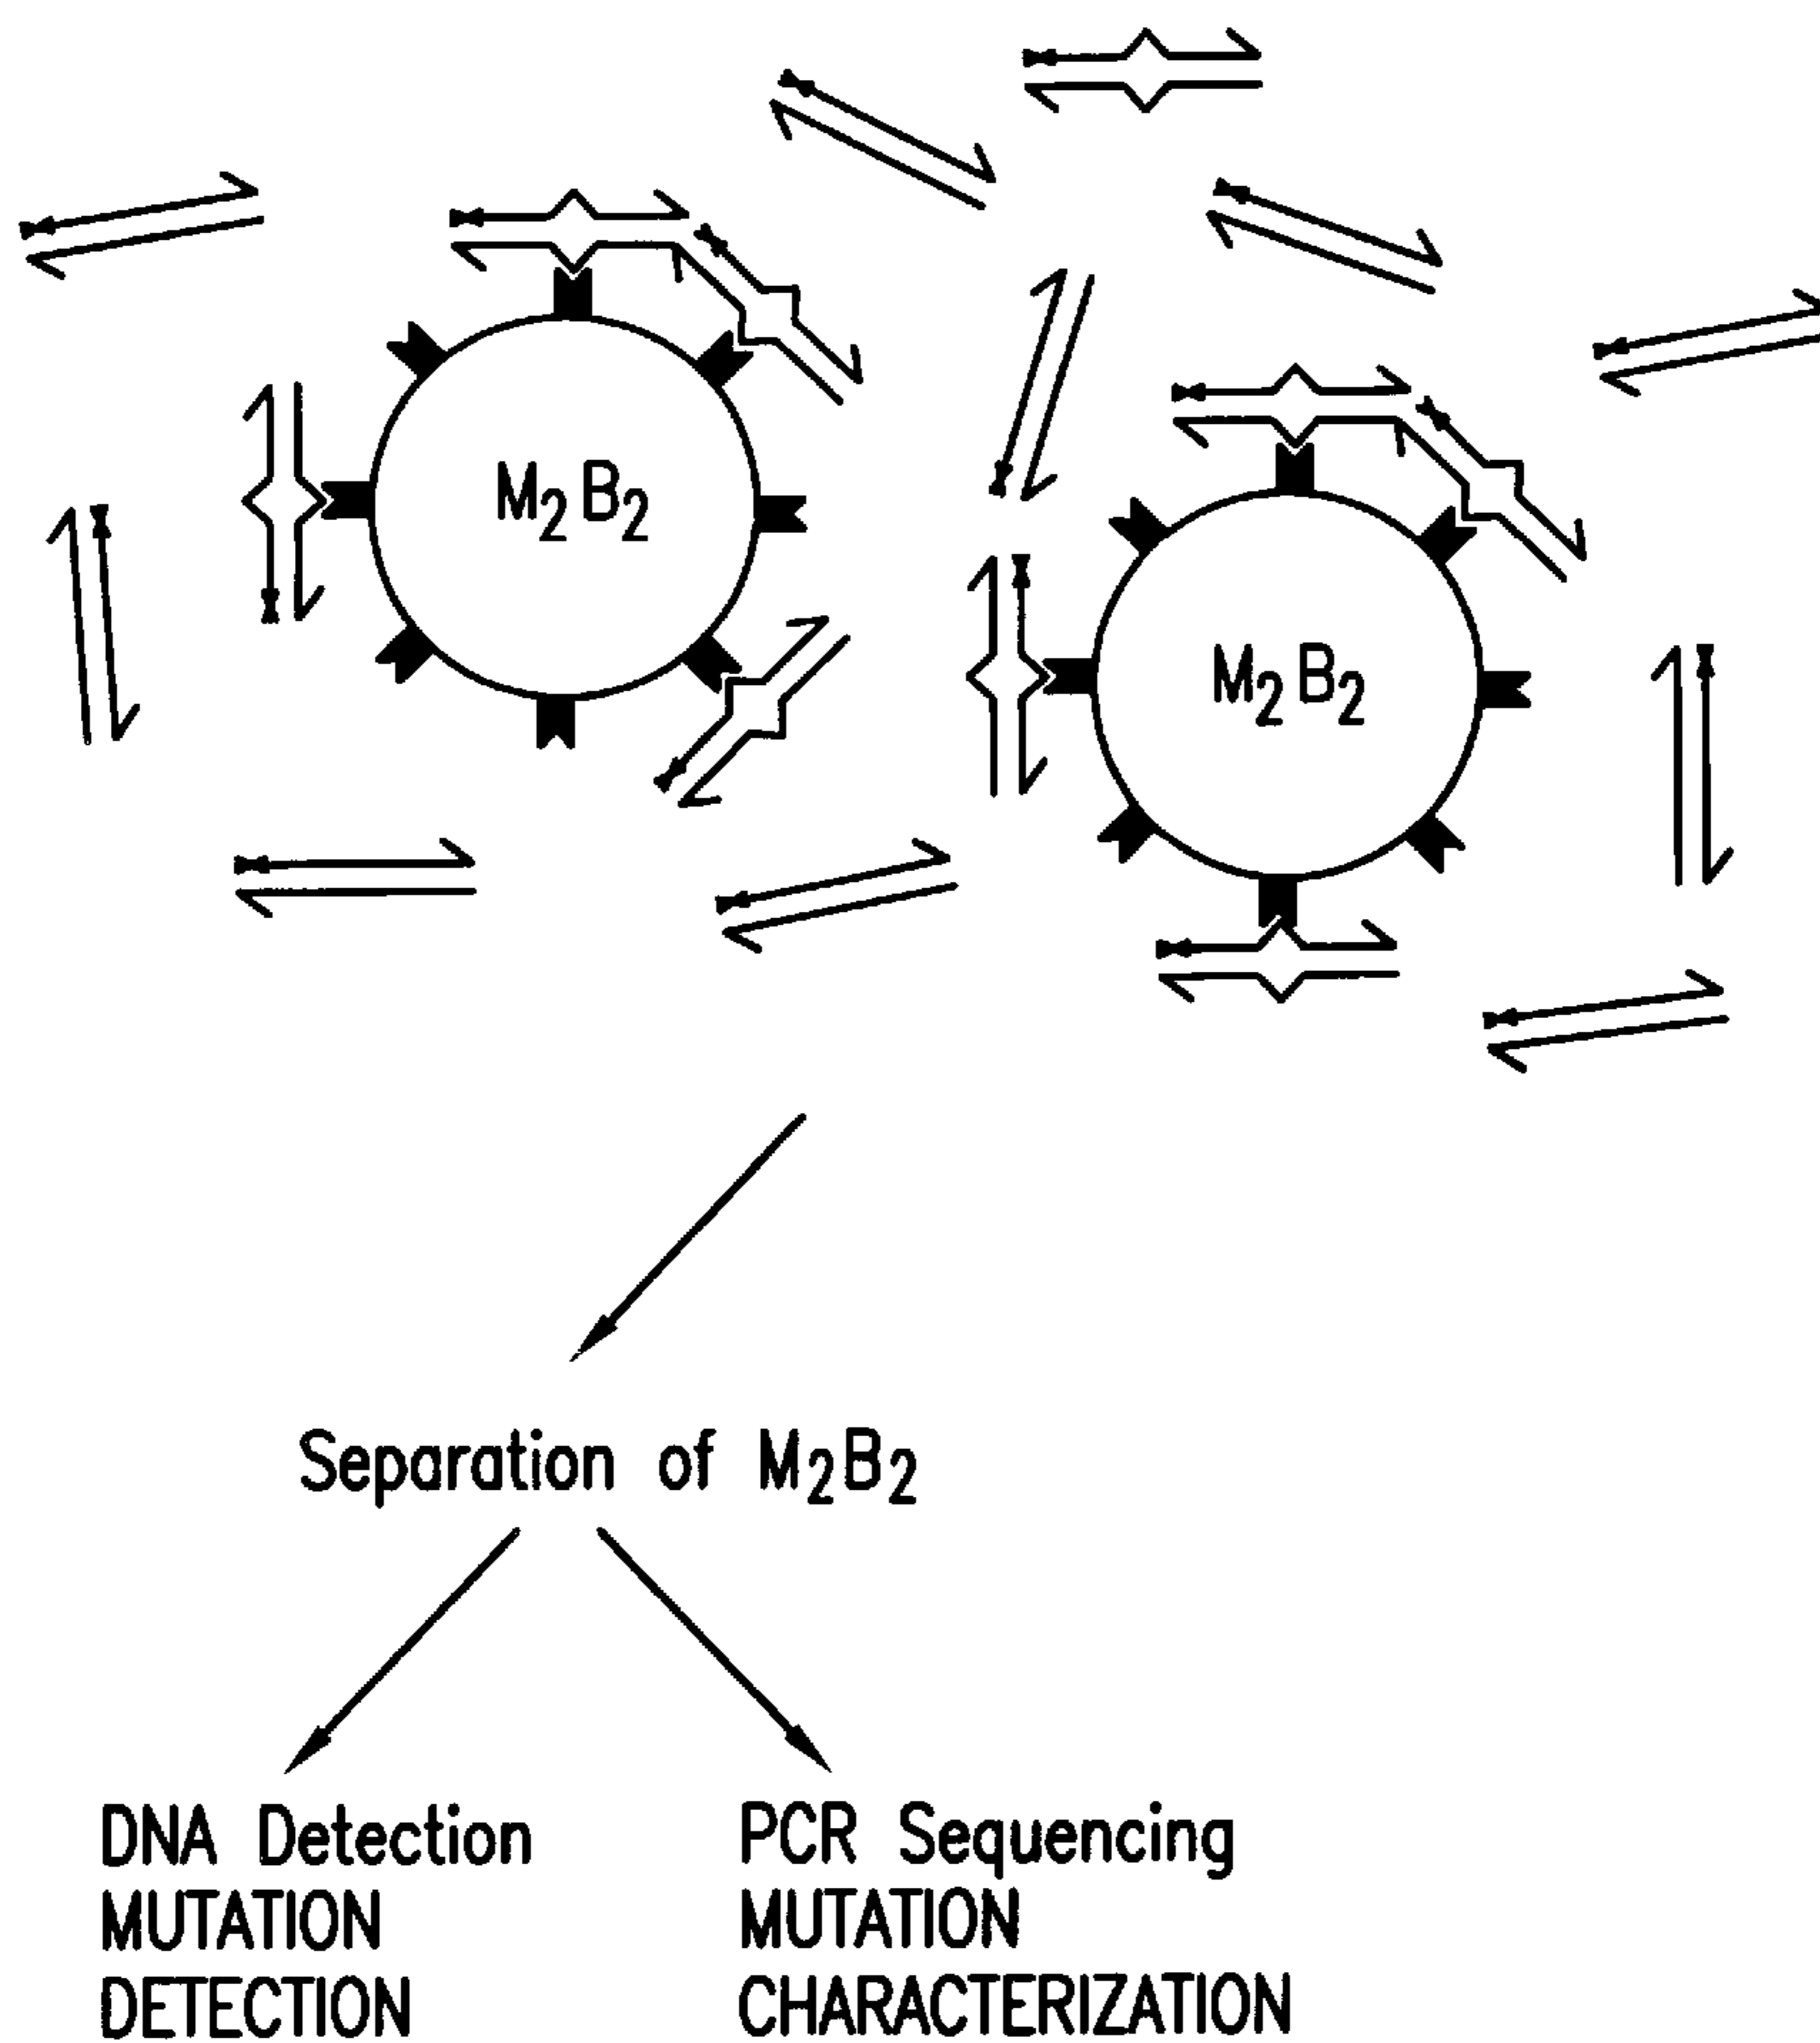 M₂B₂
M₂B₂
Separation of M₂B₂
DNA Detection
MUTATION
DETECTION
PCR Sequencing
MUTATION
CHARACTERIZATION